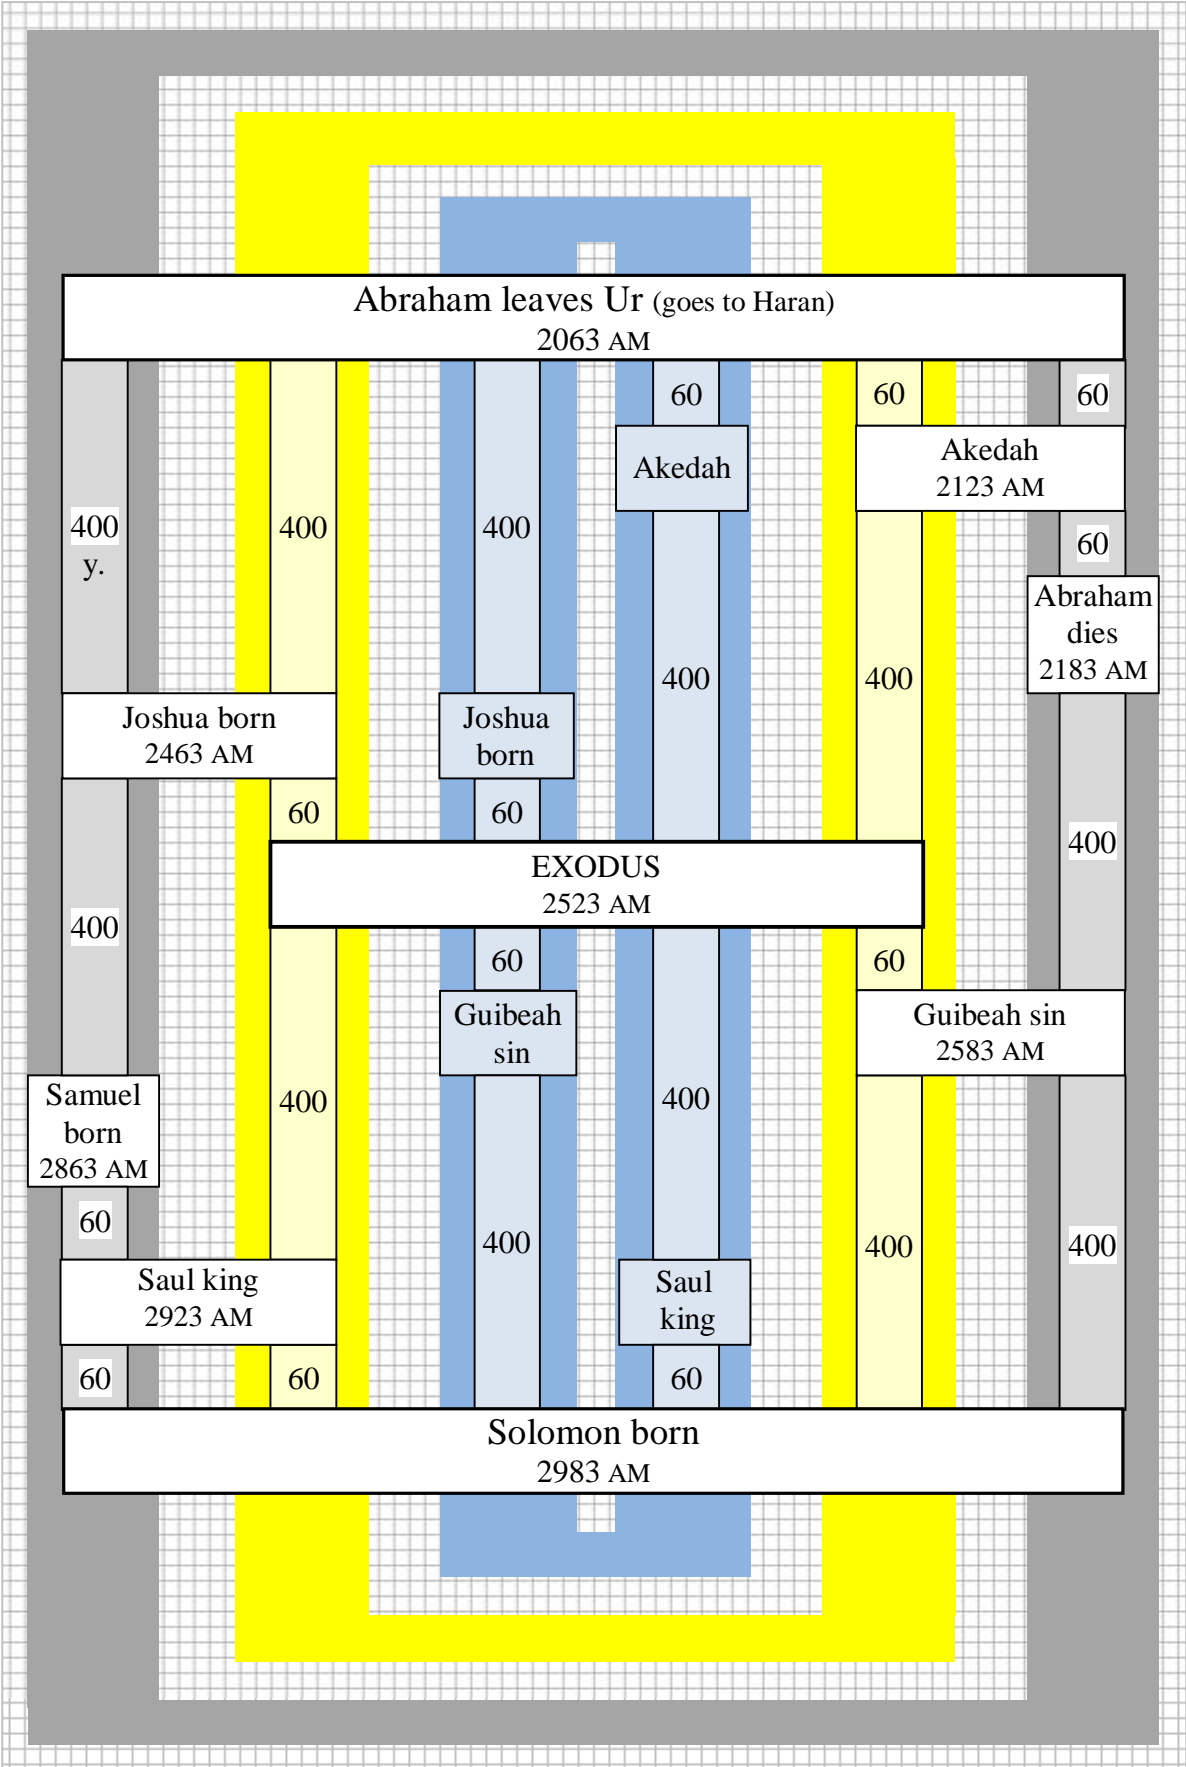 Abraham leaves Ur (goes to Haran)
2063 AM
60
60
60
Akedah
Akedah
2123 AM
400
y.
400
400
60
Abraham
dies
2183 AM
400
400
Joshua born
2463 AM
Joshua
born
60
60
400
EXODUS
2523 AM
400
60
60
Guibeah
sin
Guibeah sin
2583 AM
Samuel
born
2863 AM
400
400
60
400
400
400
Saul king
2923 AM
Saul
king
60
60
60
Solomon born
2983 AM